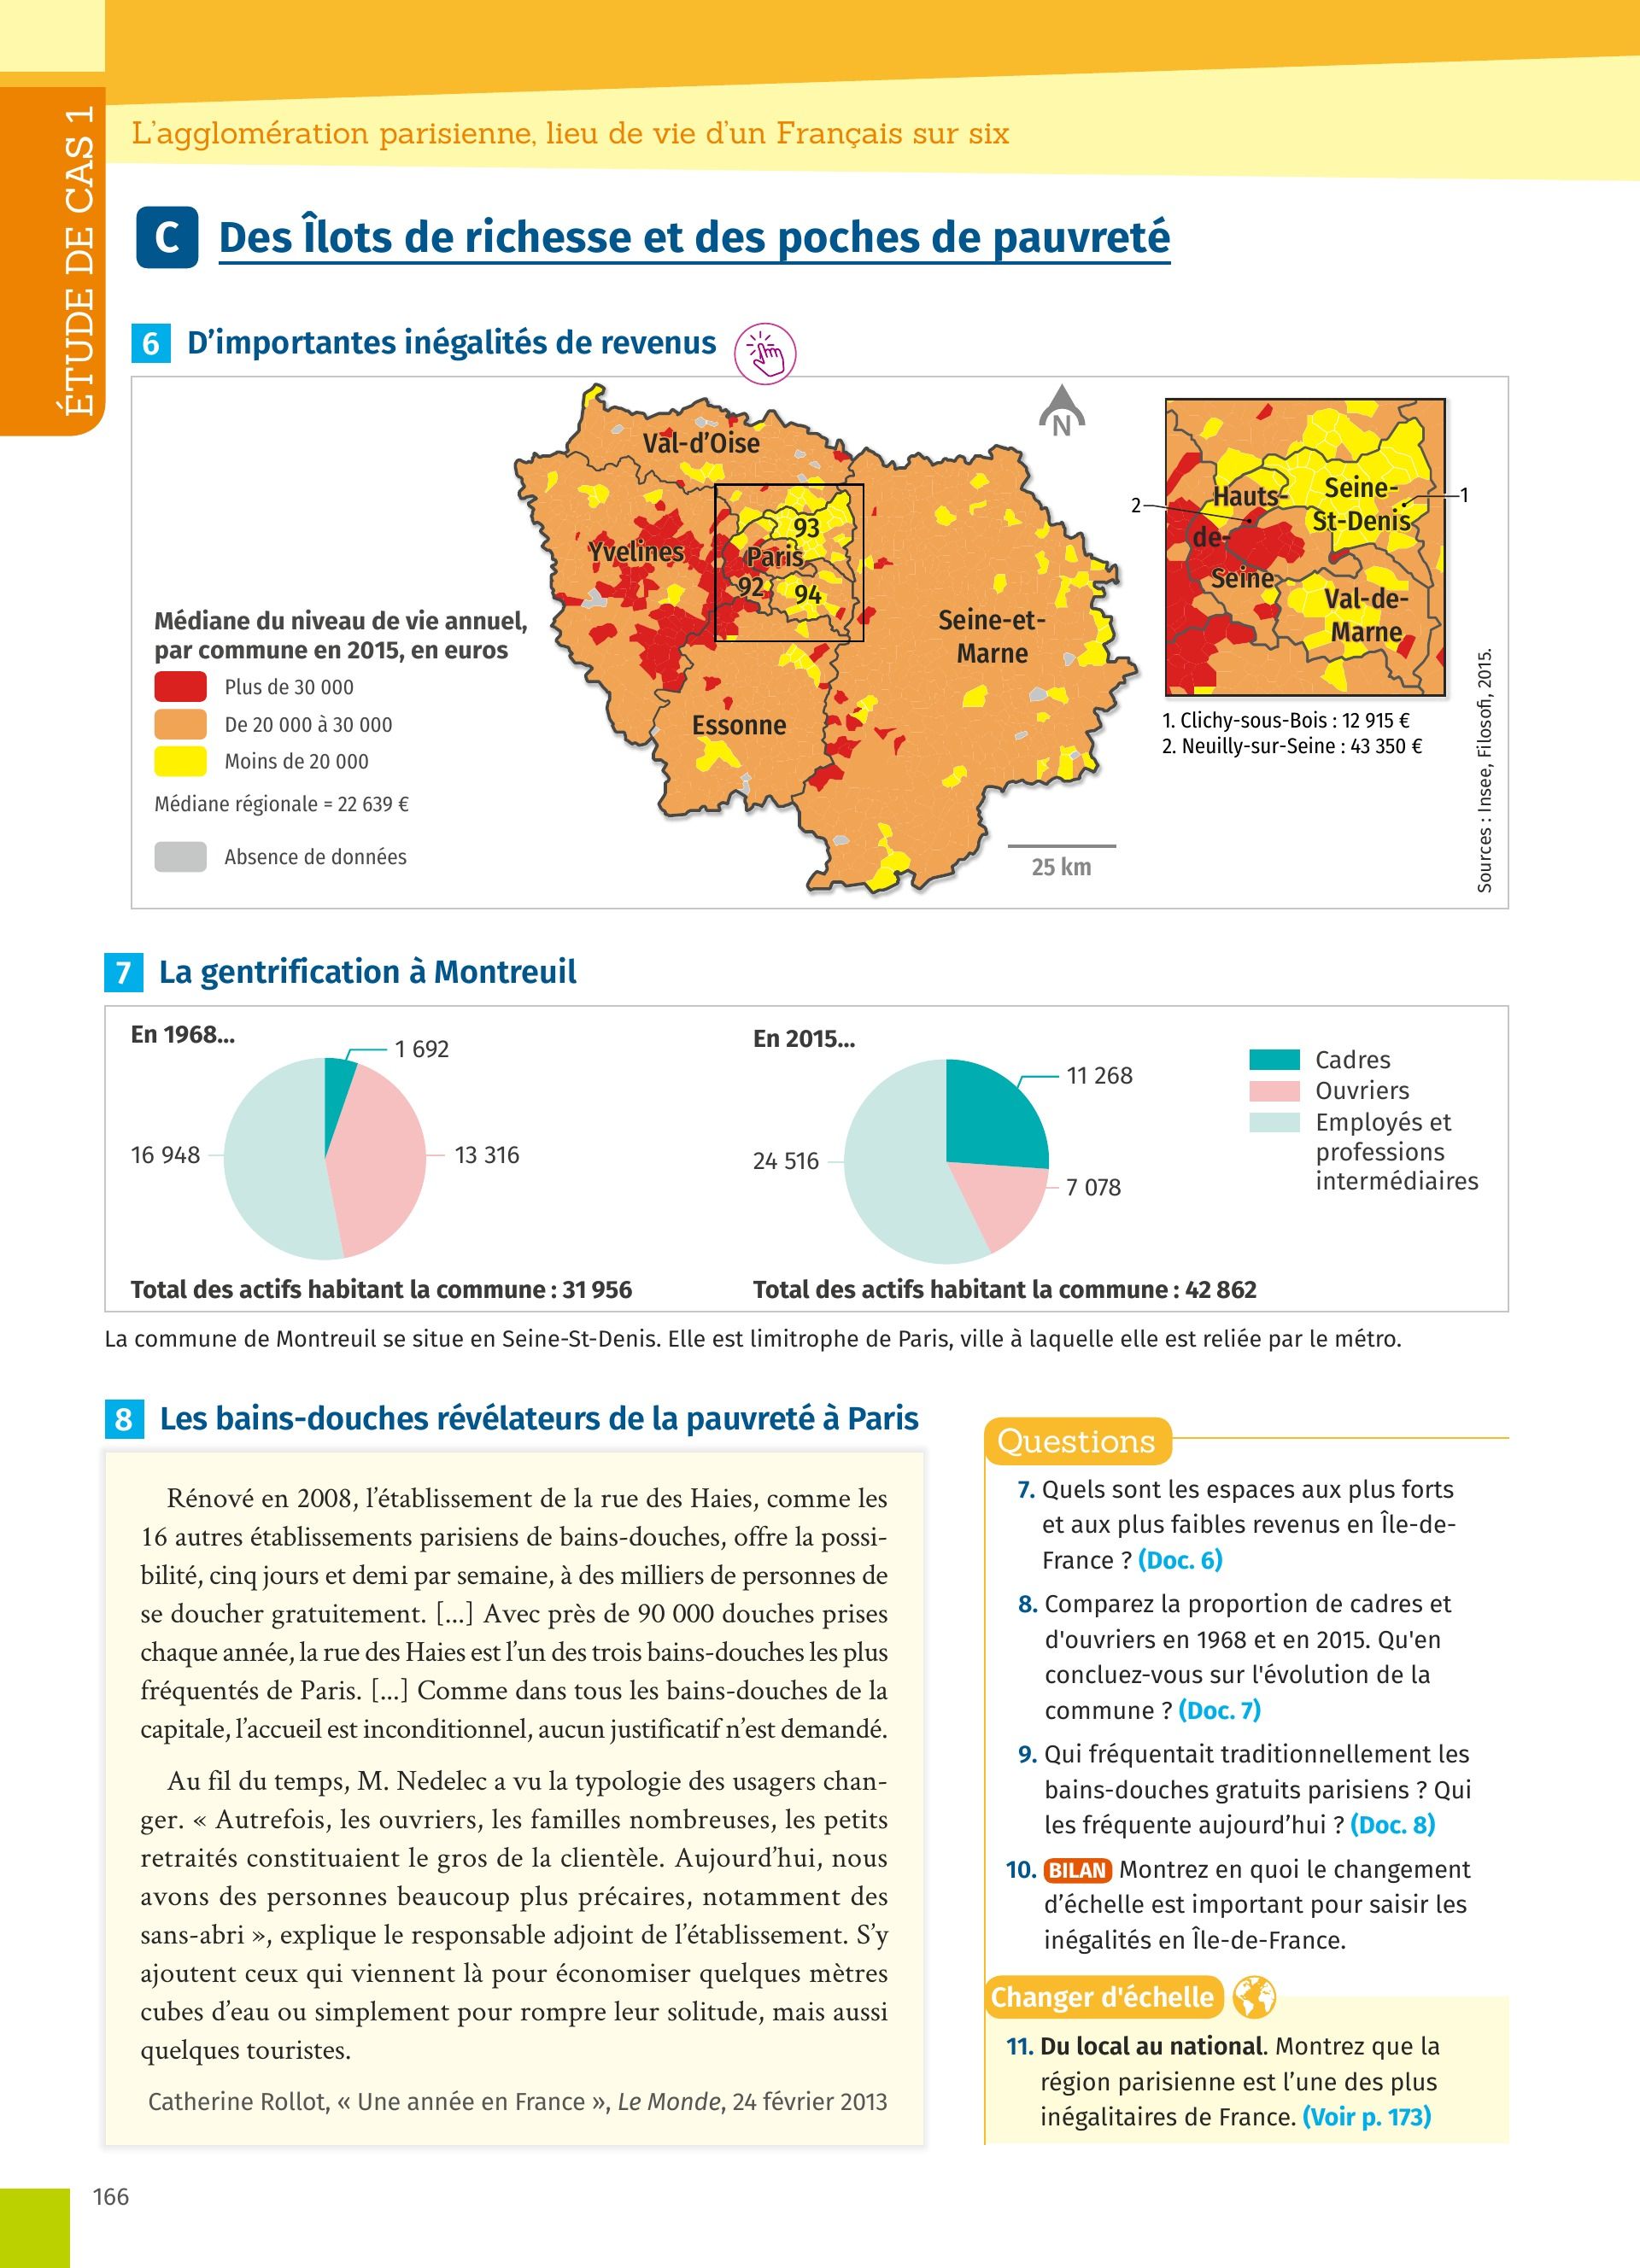 ÉTUDE DE CAS 1
L'agglomération parisienne, lieu de vie d'un Français sur six
C Des Îlots de richesse et des poches de pauvreté
6 D'importantes inégalités de revenus
Val-d'Oise
Yvelines
Paris
93
92
94
Seine-et-
Marne
Essonne
N
25 km
Médiane du niveau de vie annuel,
par commune en 2015, en euros
Plus de 30 000
De 20 000 à 30 000
Moins de 20 000
Médiane régionale = 22 639 €
Absence de données
Hauts-
de-
Seine
Seine-
St-Denis
Val-de-
Marne
2
1
1. Clichy-sous-Bois : 12 915 €
2. Neuilly-sur-Seine : 43 350 €
Sources : Insee, Filosofi, 2015.
7 La gentrification à Montreuil
En 1968...
1 692
16 948
13 316
Total des actifs habitant la commune : 31 956
En 2015...
11 268
24 516
7 078
Total des actifs habitant la commune : 42 862
Cadres
Ouvriers
Employés et
professions
intermédiaires
La commune de Montreuil se situe en Seine-St-Denis. Elle est limitrophe de Paris, ville à laquelle elle est reliée par le métro.
8 Les bains-douches révélateurs de la pauvreté à Paris
Rénové en 2008, l'établissement de la rue des Haies, comme les
16 autres établissements parisiens de bains-douches, offre la possi-
bilité, cinq jours et demi par semaine, à des milliers de personnes de
se doucher gratuitement. [...] Avec près de 90 000 douches prises
chaque année, la rue des Haies est l'un des trois bains-douches les plus
fréquentés de Paris. [...] Comme dans tous les bains-douches de la
capitale, l'accueil est inconditionnel, aucun justificatif n'est demandé.
Au fil du temps, M. Nedelec a vu la typologie des usagers chan-
ger. « Autrefois, les ouvriers, les familles nombreuses, les petits
retraités constituaient le gros de la clientèle. Aujourd'hui, nous
avons des personnes beaucoup plus précaires, notamment des
sans-abri », explique le responsable adjoint de l'établissement. S'y
ajoutent ceux qui viennent là pour économiser quelques mètres
cubes d'eau ou simplement pour rompre leur solitude, mais aussi
quelques touristes.
Catherine Rollot, « Une année en France », Le Monde, 24 février 2013
Questions
7. Quels sont les espaces aux plus forts
et aux plus faibles revenus en Île-de-
France ? (Doc. 6)
8. Comparez la proportion de cadres et
d'ouvriers en 1968 et en 2015. Qu'en
concluez-vous sur l'évolution de la
commune ? (Doc. 7)
9. Qui fréquentait traditionnellement les
bains-douches gratuits parisiens ? Qui
les fréquente aujourd'hui ? (Doc. 8)
10. BILAN Montrez en quoi le changement
d'échelle est important pour saisir les
inégalités en Île-de-France.
Changer d'échelle
11. Du local au national. Montrez que la
région parisienne est l'une des plus
inégalitaires de France. (Voir p. 173)
166